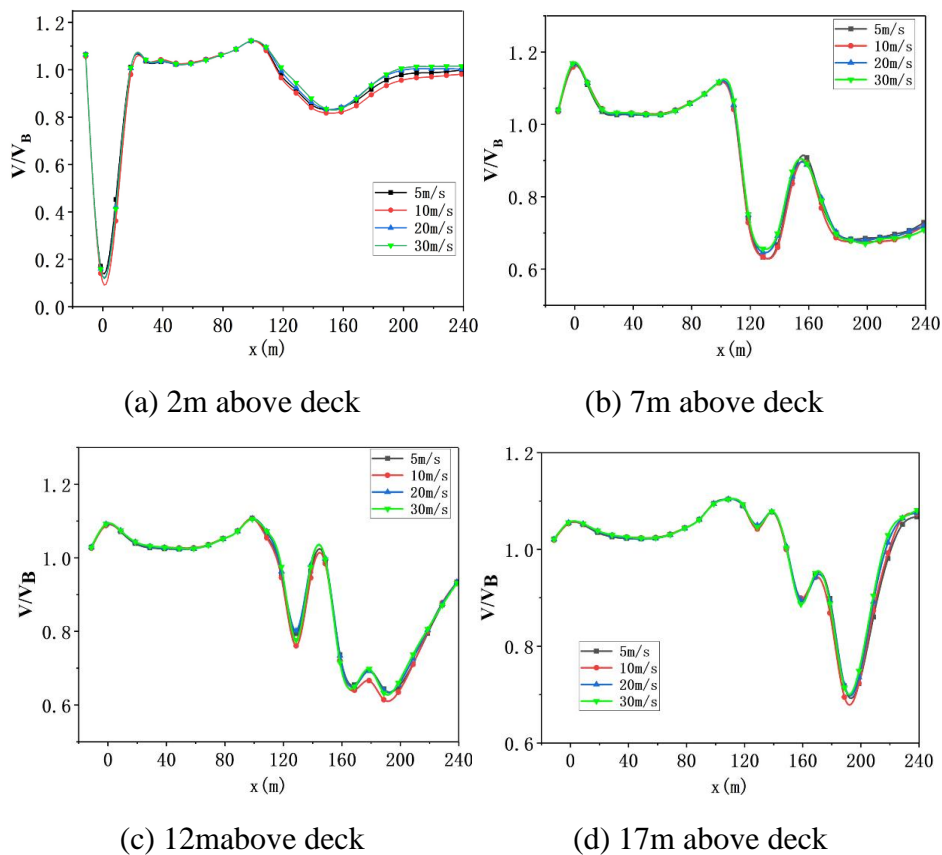 1.2
1.0
0.8
0.6
0.4
0.2
0.0
V/VB
5m/s
10m/s
20m/s
30m/s
0 40 80 120 160 200 240
x(m)
(a) 2m above deck
1.2
1.0
0.8
0.6
V/VB
5m/s
10m/s
20m/s
30m/s
0 40 80 120 160 200 240
x(m)
(b) 7m above deck
1.2
1.0
0.8
0.6
V/VB
5m/s
10m/s
20m/s
30m/s
0 40 80 120 160 200 240
x(m)
(c) 12mabove deck
1.2
1.0
0.8
0.6
V/VB
5m/s
10m/s
20m/s
30m/s
0 40 80 120 160 200 240
x(m)
(d) 17m above deck